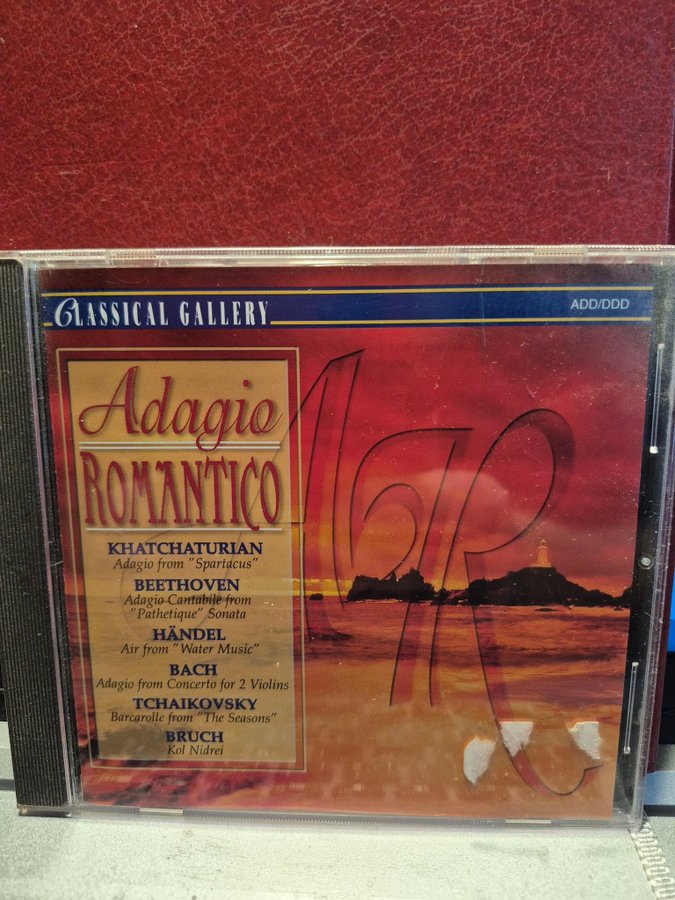 CLASSICAL GALLERY
ADD/DDD
Adagio
ROMANTICO
AR
KHATCHATURIAN
Adagio from "Spartacus"
BEETHOVEN
Adagio Cantabile from
"Pathetique" Sonata
HÄNDEL
Air from "Water Music"
BACH
Adagio from Concerto for 2 Violins
TCHAIKOVSKY
Barcarolle from "The Seasons"
BRUCH
Kol Nidrei